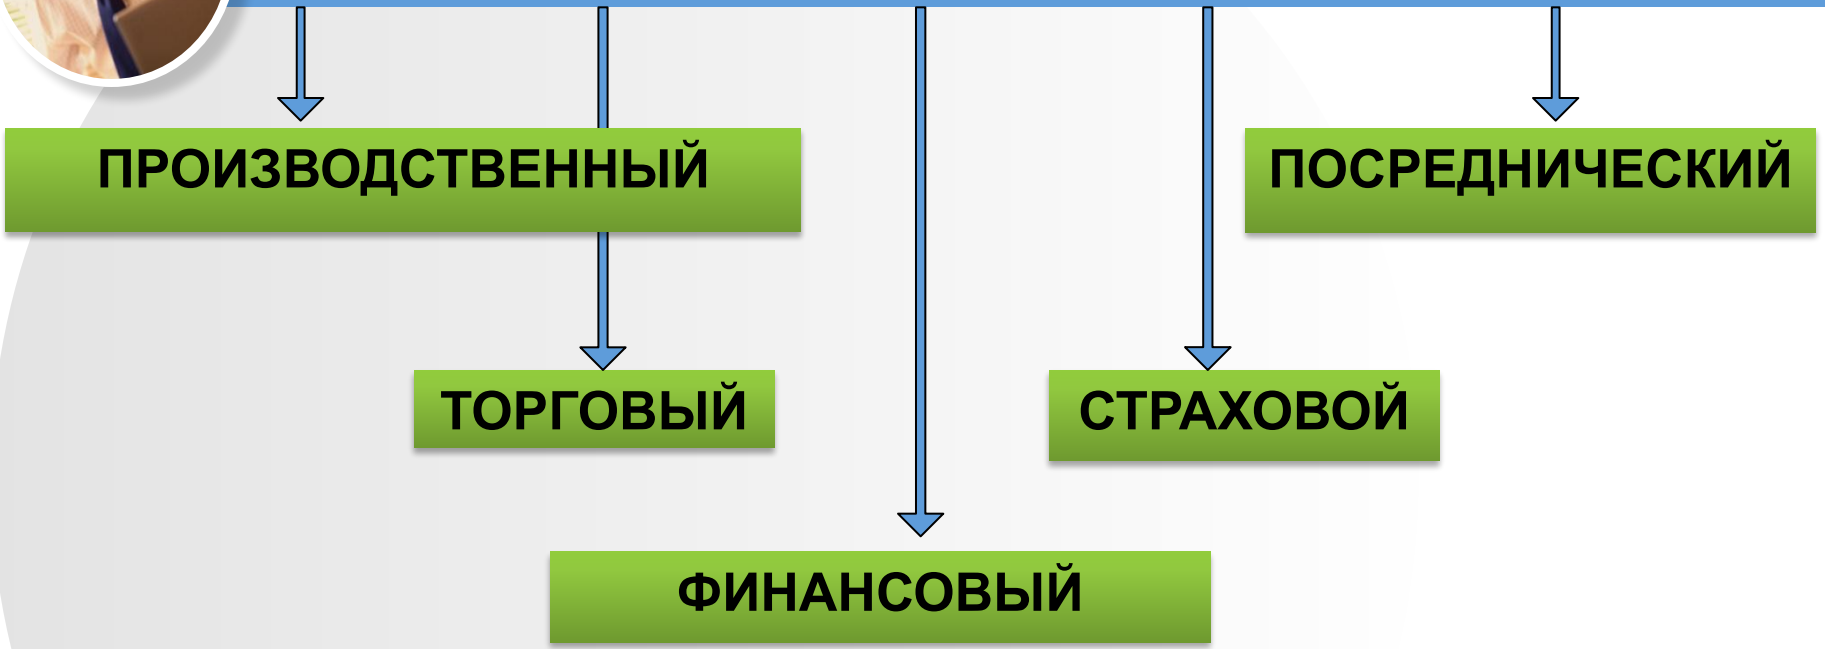 ПРОИЗВОДСТВЕННЫЙ
ПОСРЕДНИЧЕСКИЙ
ТОРГОВЫЙ
СТРАХОВОЙ
ФИНАНСОВЫЙ